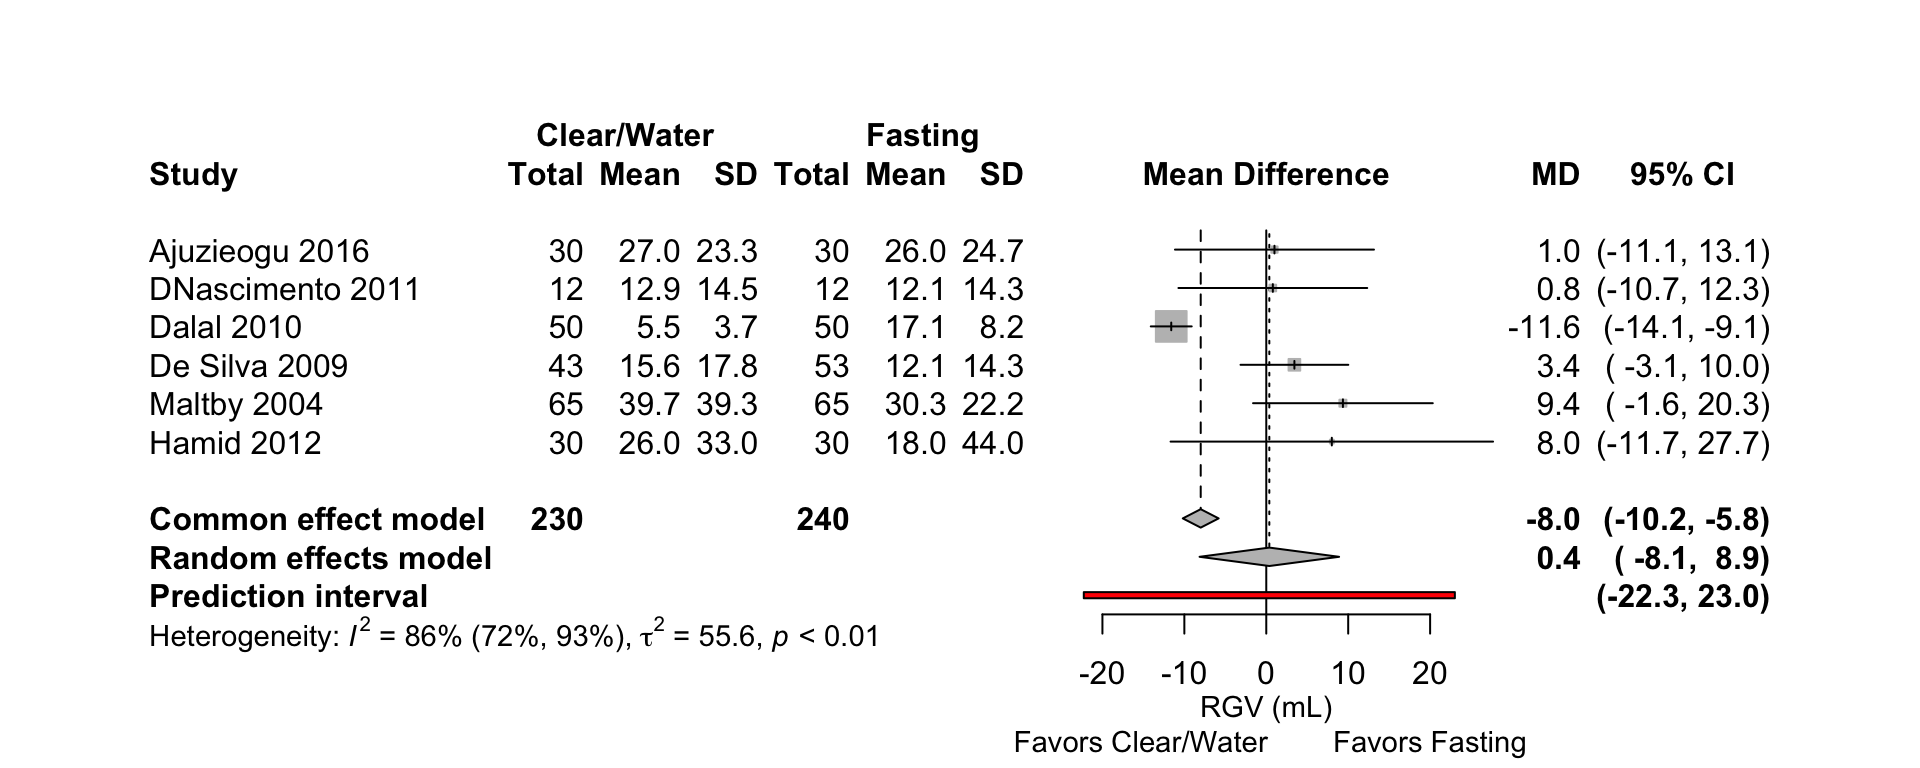 Clear/Water Fasting
Study Total Mean SD Total Mean SD Mean Difference MD 95% CI
Ajuzieogu 2016 30 27.0 23.3 30 26.0 24.7 1.0 (-11.1, 13.1)
DNascimento 2011 12 12.9 14.5 12 12.1 14.3 0.8 (-10.7, 12.3)
Dalal 2010 50 5.5 3.7 50 17.1 8.2 -11.6 (-14.1, -9.1)
De Silva 2009 43 15.6 17.8 53 12.1 14.3 3.4 ( -3.1, 10.0)
Maltby 2004 65 39.7 39.3 65 30.3 22.2 9.4 ( -1.6, 20.3)
Hamid 2012 30 26.0 33.0 30 18.0 44.0 8.0 (-11.7, 27.7)
Common effect model 230 240 -8.0 (-10.2, -5.8)
Random effects model 0.4 ( -8.1, 8.9)
Prediction interval (-22.3, 23.0)
Heterogeneity: I² = 86% (72%, 93%), τ² = 55.6, p < 0.01
-20 -10 0 10 20
RGV (mL)
Favors Clear/Water Favors Fasting